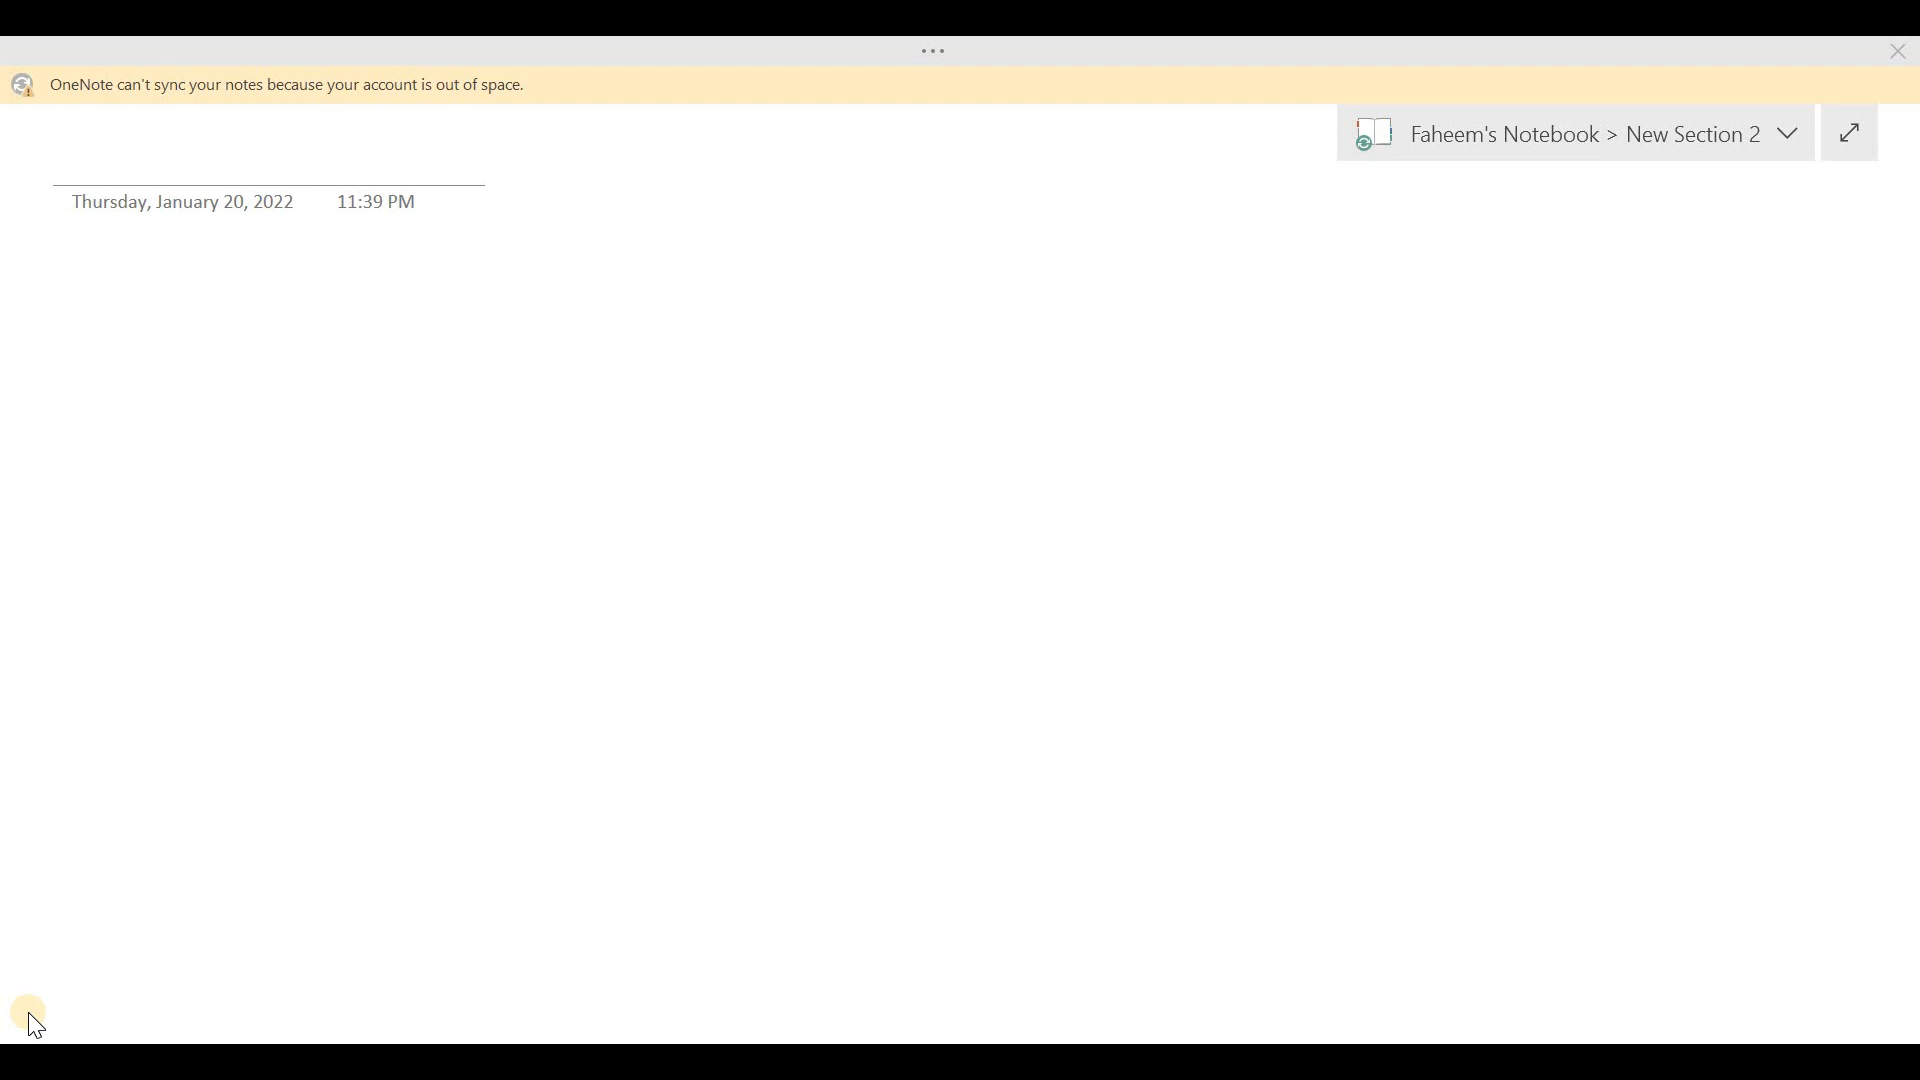 OneNote can't sync your notes because your account is out of space.
Faheem's Notebook > New Section 2
Thursday, January 20, 2022 11:39 PM